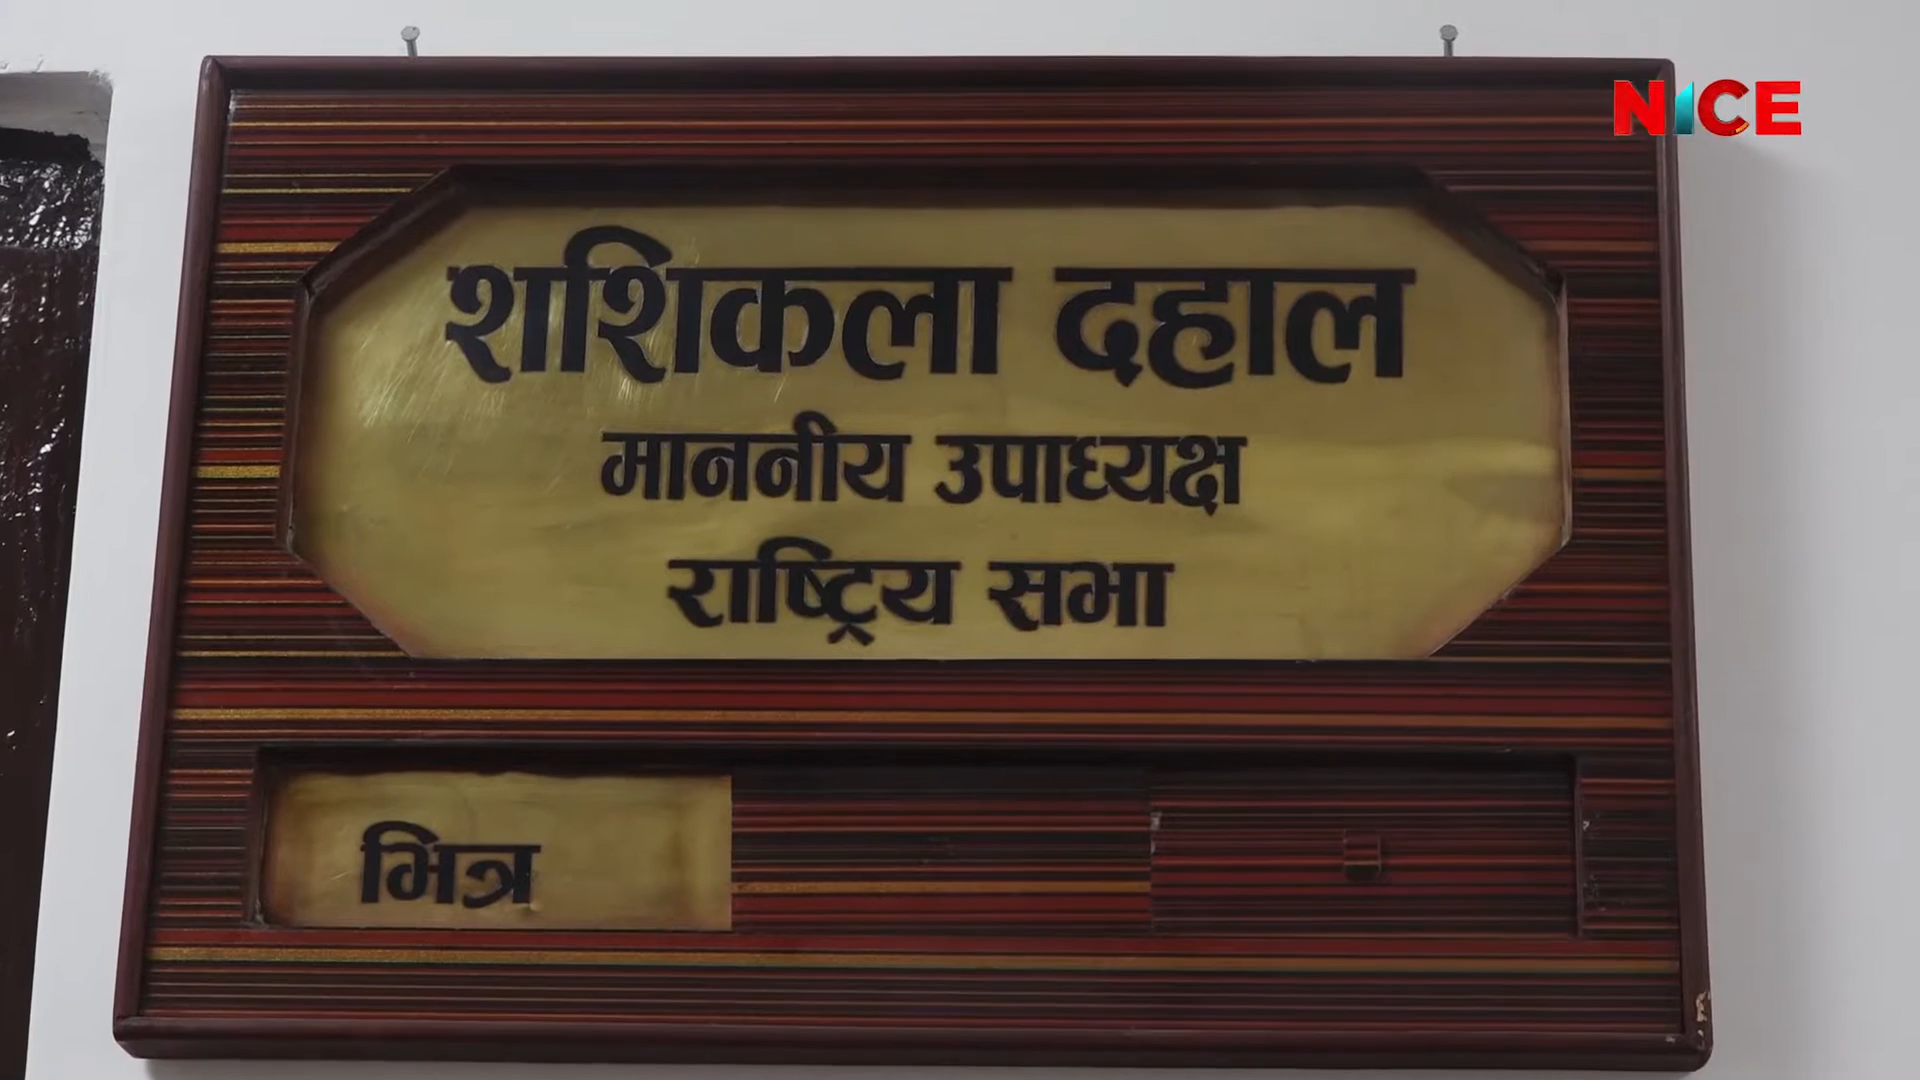 NICE
शशिकला दहाल
माननीय उपाध्यक्ष
राष्ट्रिय सभा
भित्र